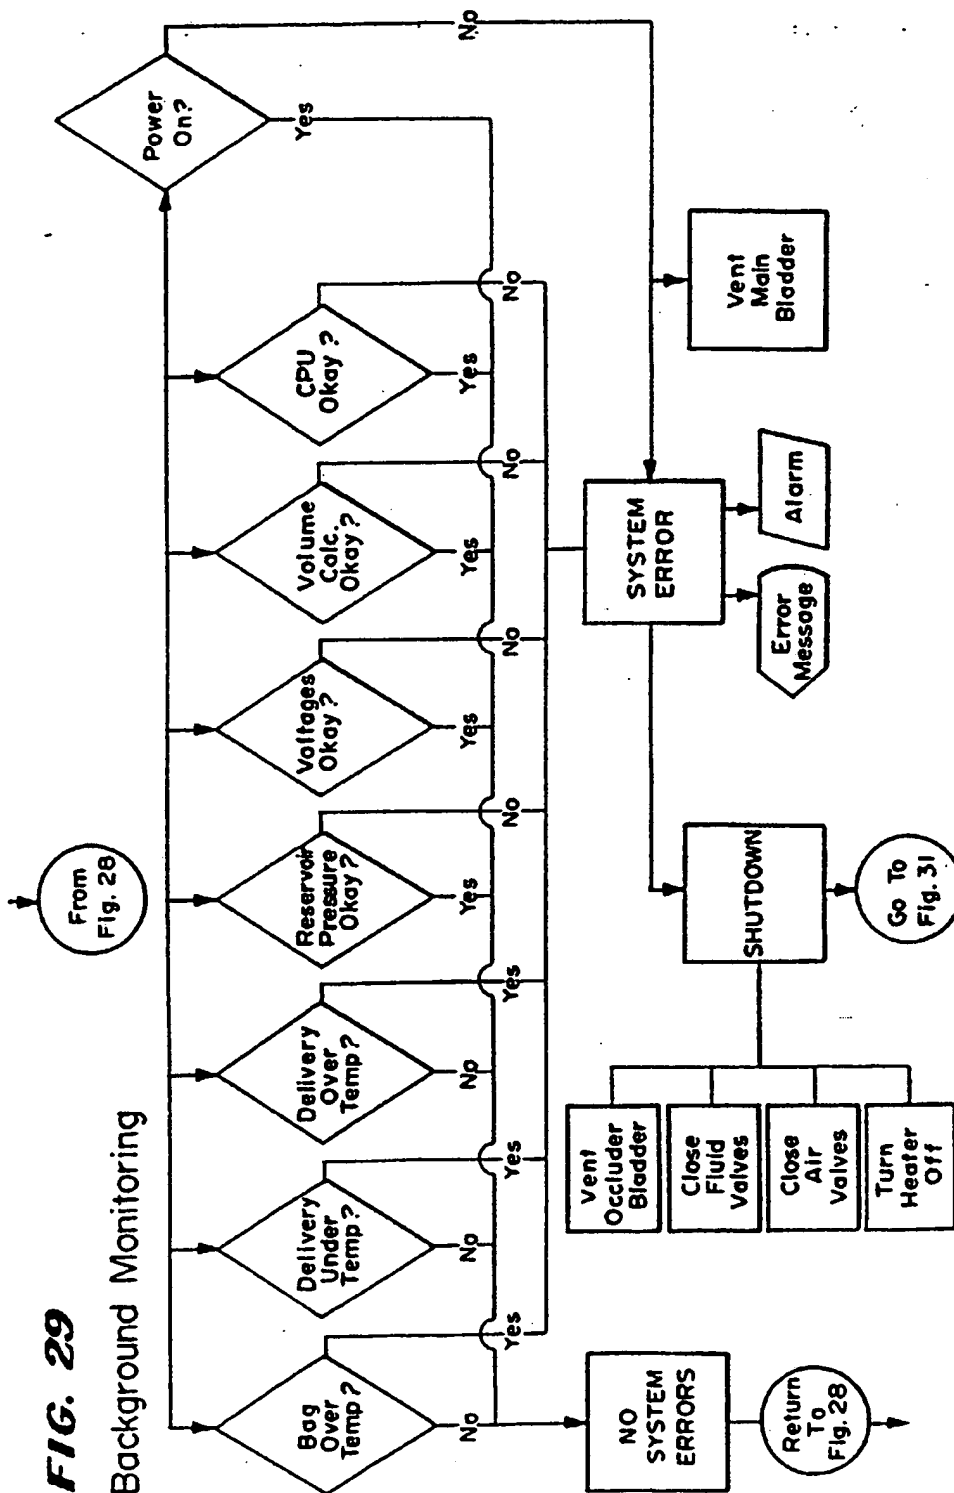 FIG. 29
Background Monitoring
From
Fig. 28
Bag
Over
Temp?
No
Yes
Delivery
Under
Temp?
No
Yes
Delivery
Over
Temp?
No
Yes
Reservoir
Pressure
Okay?
Yes
No
Voltages
Okay?
Yes
No
Volume
Calc.
Okay?
Yes
No
CPU
Okay?
Yes
No
Power
On?
Yes
No
NO
SYSTEM
ERRORS
Return
To
Fig. 28
SYSTEM
ERROR
Error
Message
Alarm
Vent
Main
Bladder
SHUTDOWN
Vent
Occluder
Bladder
Close
Fluid
Valves
Close
Air
Valves
Turn
Heater
Off
Go To
Fig. 31